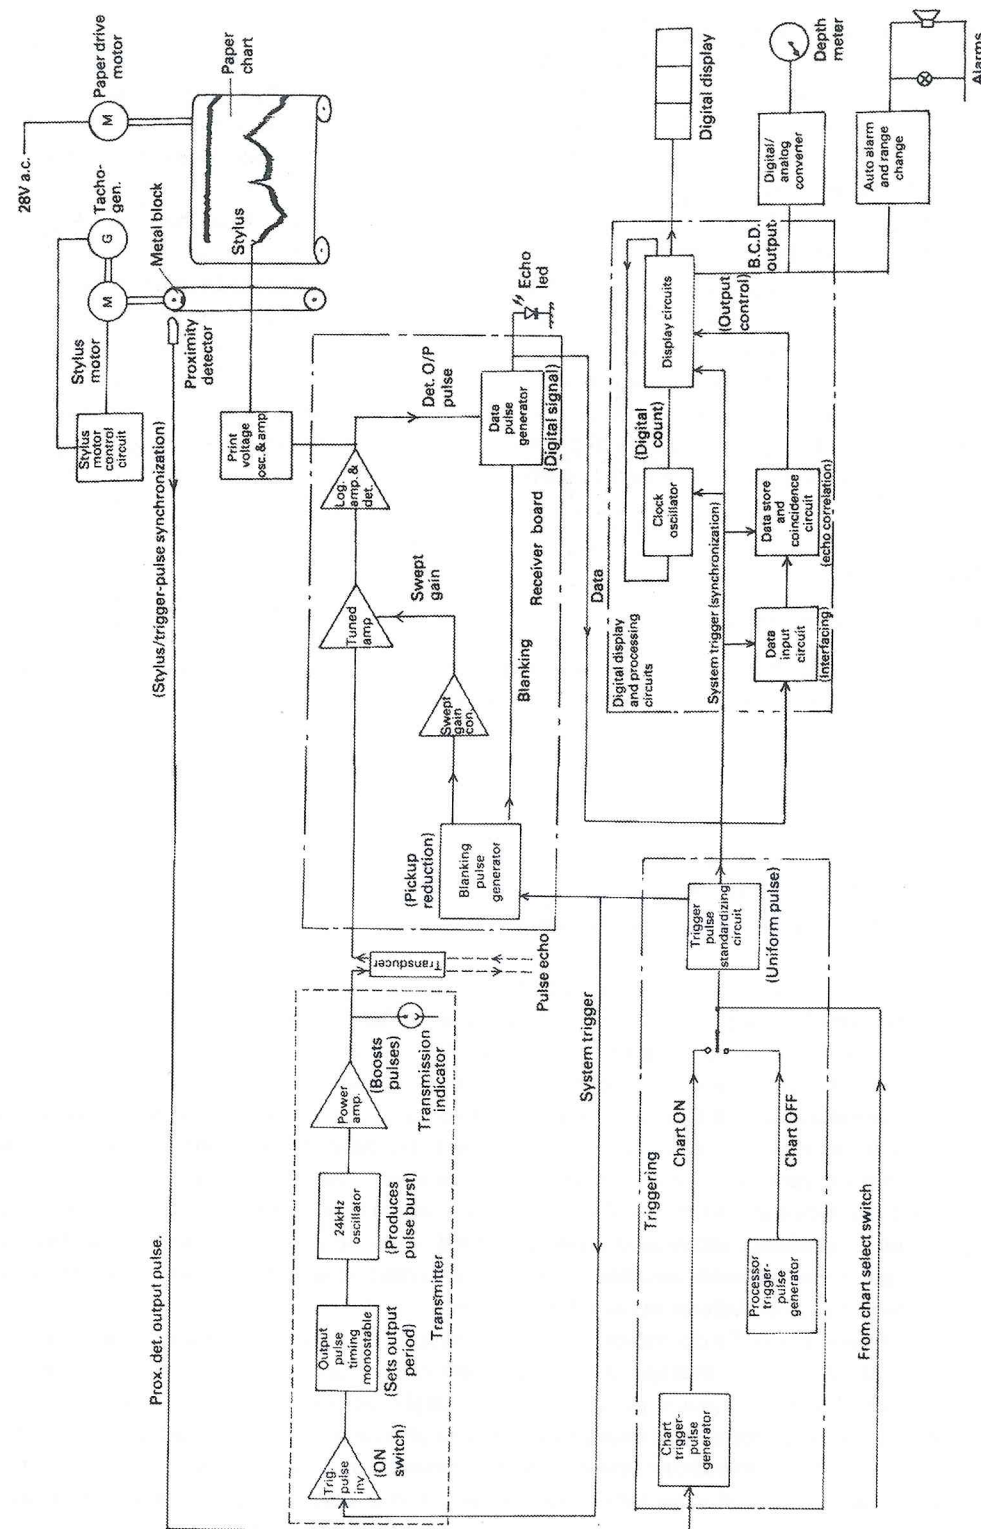 28V a.c.
Paper drive
motor
M
Paper
chart
Tacho-
gen.
G
M
Metal block
Stylus
Stylus
motor
Stylus
motor
control
circuit
Proximity
detector
(Stylus/trigger-pulse synchronization)
Prox. det. output pulse.
Print
voltage
osc. & amp
Log.
amp. &
det.
Det. O/P
pulse
Data
pulse
generator
(Digital signal)
Echo
led
Tuned
amp
Swept
gain
Swept
gain
con.
Blanking
Receiver board
(Pickup
reduction)
Blanking
pulse
generator
Transducer
Pulse echo
Trig.
pulse
inv
(ON
switch)
Output
pulse
timing
monostable
(Sets output
period)
24kHz
oscillator
(Produces
pulse burst)
Power
amp.
(Boosts
pulses)
Transmission
indicator
Transmitter
System trigger
Data
Digital display
Depth
meter
Alarms
Digital/
analog
converter
Auto alarm
and range
change
B.C.D.
output
(Output
control)
Display circuits
(Digital
count)
Clock
oscillator
Digital display
and processing
circuits
System trigger (synchronization)
Data store
and
coincidence
circuit
(echo correlation)
Data
input
circuit
(Interfacing)
Trigger
pulse
standardizing
circuit
(Uniform pulse)
Triggering
Chart ON
Chart OFF
Chart
trigger-
pulse
generator
Processor
trigger-
pulse
generator
From chart select switch